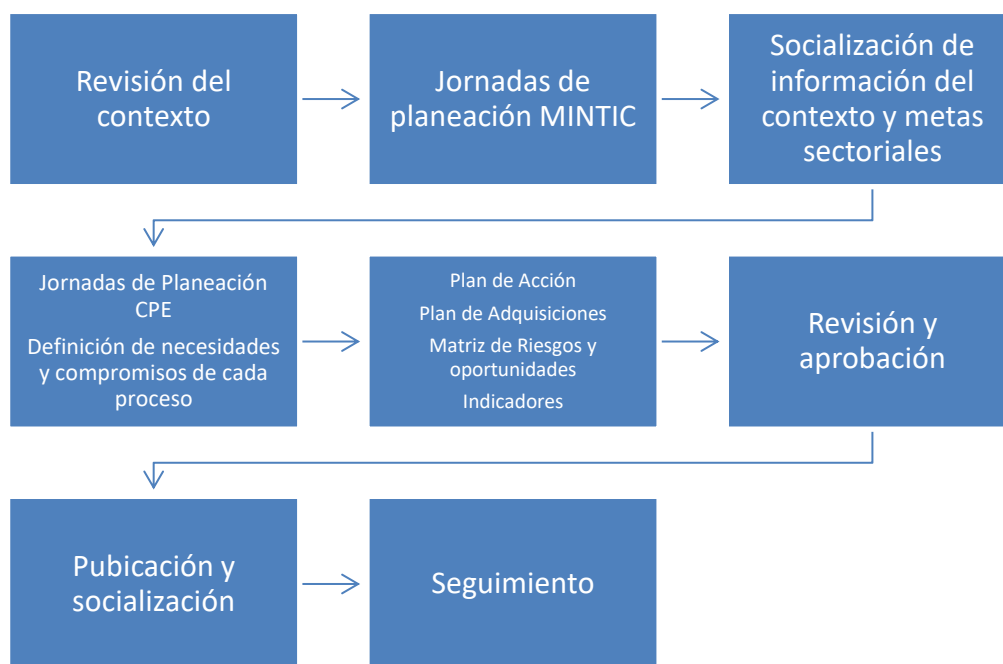 Revisión del
contexto
Jornadas de
planeación MINTIC
Socialización de
información del
contexto y metas
sectoriales
Jornadas de Planeación
CPE
Definición de necesidades
y compromisos de cada
proceso
Plan de Acción
Plan de Adquisiciones
Matriz de Riesgos y
oportunidades
Indicadores
Revisión y
aprobación
Pubicación y
socialización
Seguimiento